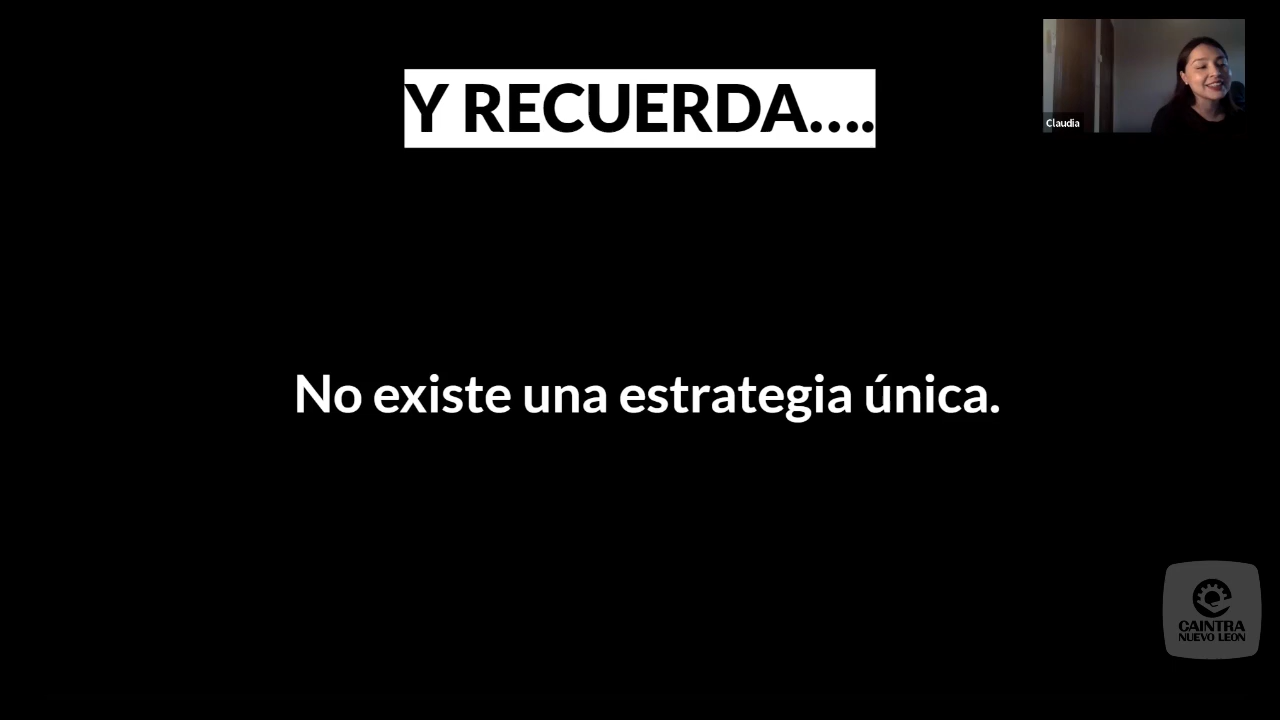 Y RECUERDA....
Claudia
No existe una estrategia única.
CAINTRA
NUEVO LEON